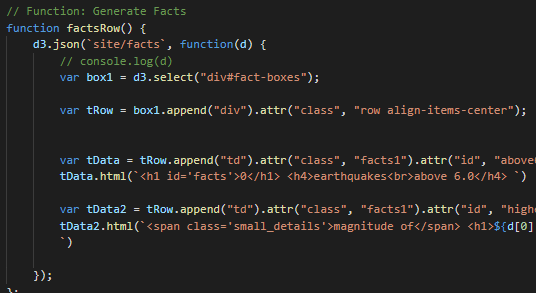 // Function: Generate Facts
function factsRow() {
d3.json(`site/facts`, function(d) {
// console.log(d)
var box1 = d3.select("div#fact-boxes");
var tRow = box1.append("div").attr("class", "row align-items-center");
var tData = tRow.append("td").attr("class", "facts1").attr("id", "above
tData.html(`<h1 id='facts'>0</h1> <h4>earthquakes<br>above 6.0</h4> `)
var tData2 = tRow.append("td").attr("class", "facts1").attr("id", "highe
tData2.html(`<span class='small_details'>magnitude of</span> <h1>${d[0]
`)
});
};